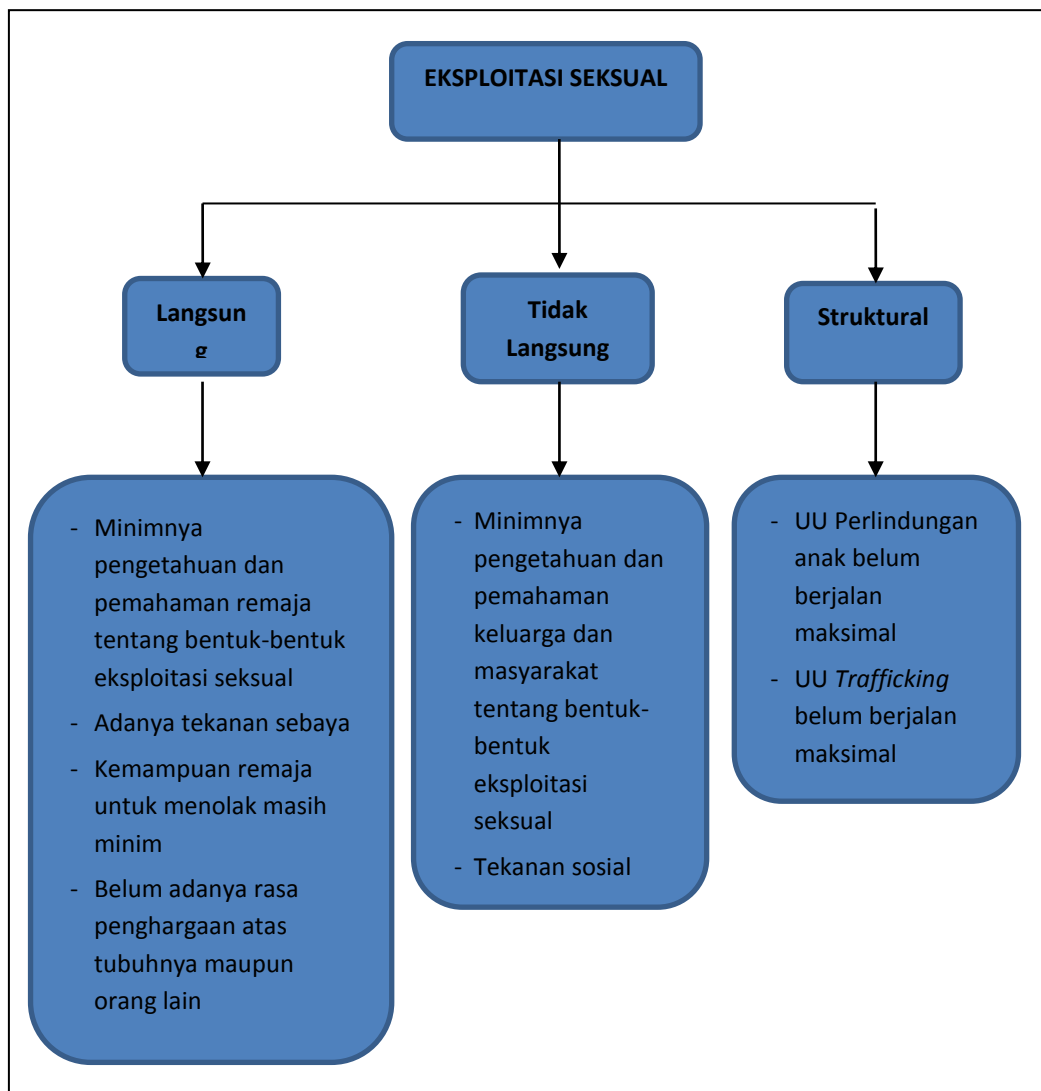 EKSPLOITASI SEKSUAL
Langsun
g
Tidak
Langsung
Struktural
- Minimnya
pengetahuan dan
pemahaman remaja
tentang bentuk-bentuk
eksploitasi seksual
- Adanya tekanan sebaya
- Kemampuan remaja
untuk menolak masih
minim
- Belum adanya rasa
penghargaan atas
tubuhnya maupun
orang lain
- Minimnya
pengetahuan dan
pemahaman
keluarga dan
masyarakat
tentang bentuk-
bentuk
eksploitasi
seksual
- Tekanan sosial
- UU Perlindungan
anak belum
berjalan
maksimal
- UU Trafficking
belum berjalan
maksimal